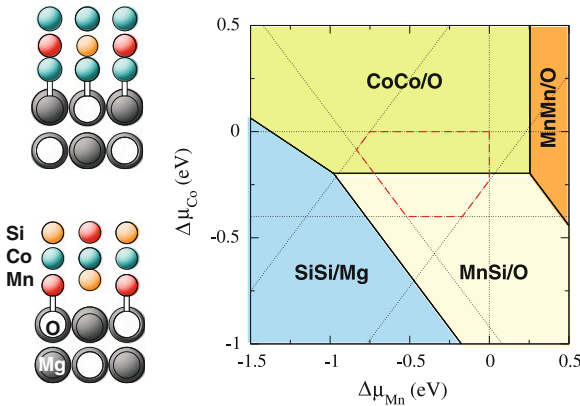 Si
Co
Mn
O
Mg
0.5
0
-0.5
-1
Δμ_Co (eV)
CoCo/O
MnMn/O
SiSi/Mg
MnSi/O
-1.5
-1
-0.5
0
0.5
Δμ_Mn (eV)